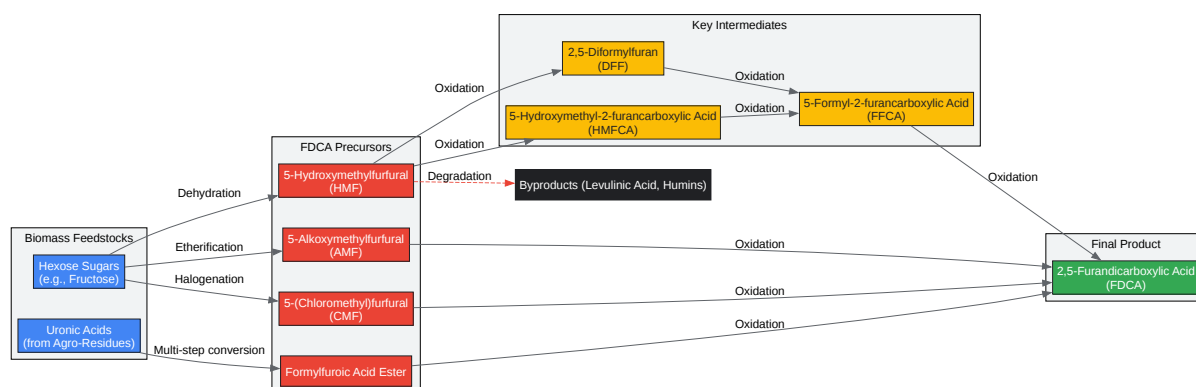 Key Intermediates
2,5-Diformylfuran
(DFF)
Oxidation
Oxidation
5-Formyl-2-furancarboxylic Acid
(FFCA)
5-Hydroxymethyl-2-furancarboxylic Acid
(HMFCA)
Oxidation
Oxidation
FDCA Precursors
5-Hydroxymethylfurfural
(HMF)
Degradation
Byproducts (Levulinic Acid, Humins)
Oxidation
Dehydration
Biomass Feedstocks
Hexose Sugars
(e.g., Fructose)
Etherification
Halogenation
5-Alkoxymethylfurfural
(AMF)
Oxidation
Final Product
2,5-Furandicarboxylic Acid
(FDCA)
5-(Chloromethyl)furfural
(CMF)
Oxidation
Uronic Acids
(from Agro-Residues)
Multi-step conversion
Formylfuroic Acid Ester
Oxidation